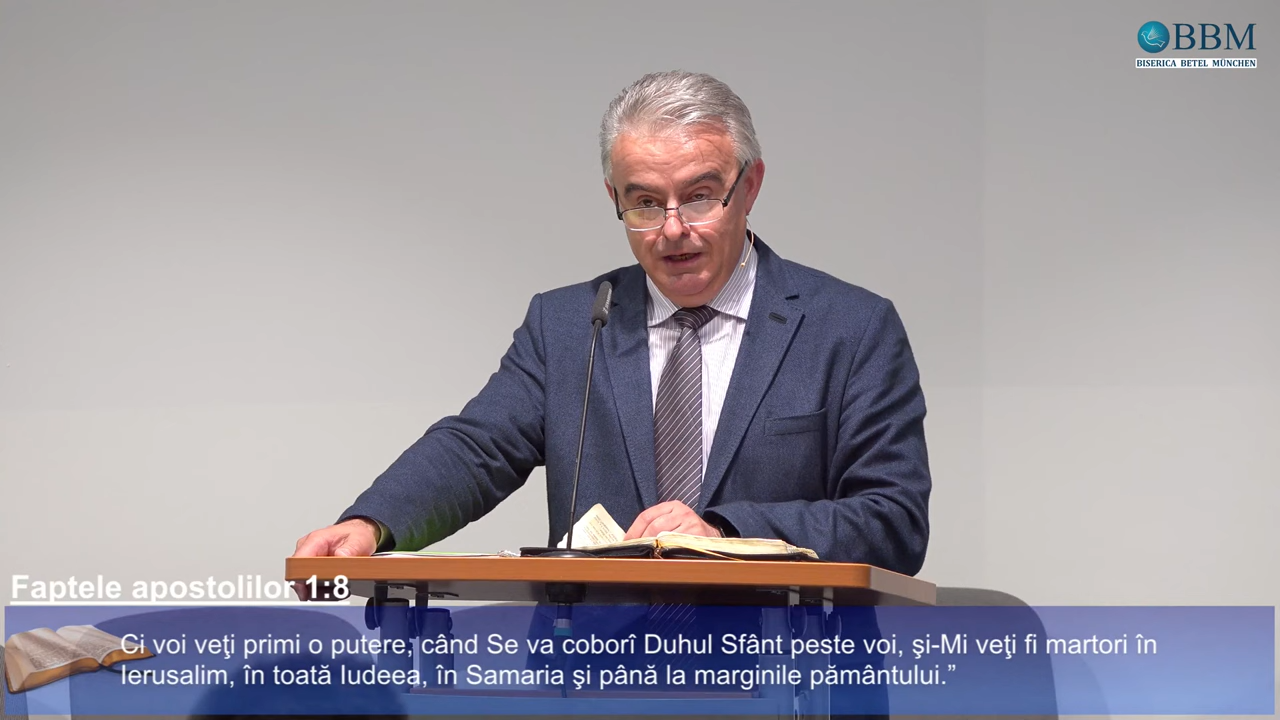 BBM
BISERICA BETEL MÜNCHEN
Faptele apostolilor 1:8
Ci voi veţi primi o putere, când Se va coborî Duhul Sfânt peste voi, şi-Mi veţi fi martori în
Ierusalim, în toată Iudeea, în Samaria şi până la marginile pământului.”